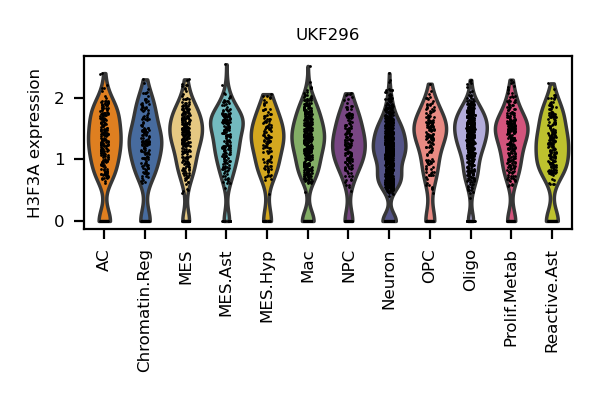 UKF296
H3F3A expression
2
1
0
AC
Chromatin.Reg
MES
MES.Ast
MES.Hyp
Mac
NPC
Neuron
OPC
Oligo
Prolif.Metab
Reactive.Ast